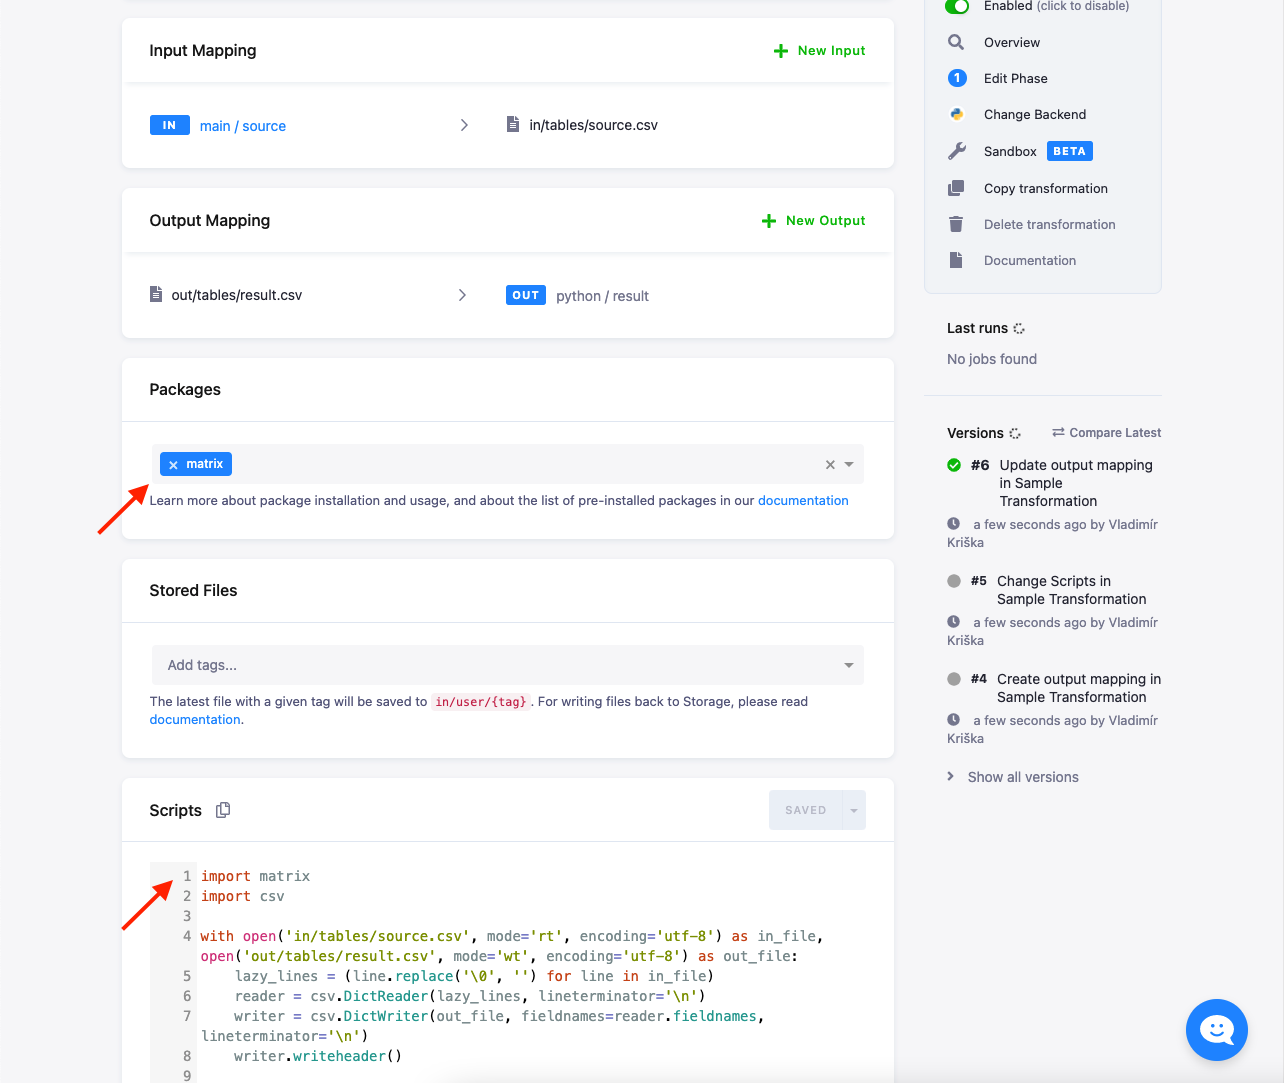 Input Mapping
New Input
IN main / source
in/tables/source.csv
Output Mapping
New Output
out/tables/result.csv
OUT python / result
Packages
× matrix
Learn more about package installation and usage, and about the list of pre-installed packages in our documentation
Stored Files
Add tags...
The latest file with a given tag will be saved to in/user/{tag} . For writing files back to Storage, please read
documentation.
Scripts
SAVED
1 import matrix
2 import csv
3
4 with open('in/tables/source.csv', mode='rt', encoding='utf-8') as in_file,
open('out/tables/result.csv', mode='wt', encoding='utf-8') as out_file:
5 lazy_lines = (line.replace('\0', '') for line in in_file)
6 reader = csv.DictReader(lazy_lines, lineterminator='\n')
7 writer = csv.DictWriter(out_file, fieldnames=reader.fieldnames,
lineterminator='\n')
8 writer.writeheader()
9
Enabled (click to disable)
Overview
1 Edit Phase
Change Backend
Sandbox BETA
Copy transformation
Delete transformation
Documentation
Last runs
No jobs found
Versions
Compare Latest
#6 Update output mapping
in Sample
Transformation
a few seconds ago by Vladimír
Kriška
#5 Change Scripts in
Sample Transformation
a few seconds ago by Vladimír
Kriška
#4 Create output mapping in
Sample Transformation
a few seconds ago by Vladimír
Kriška
Show all versions